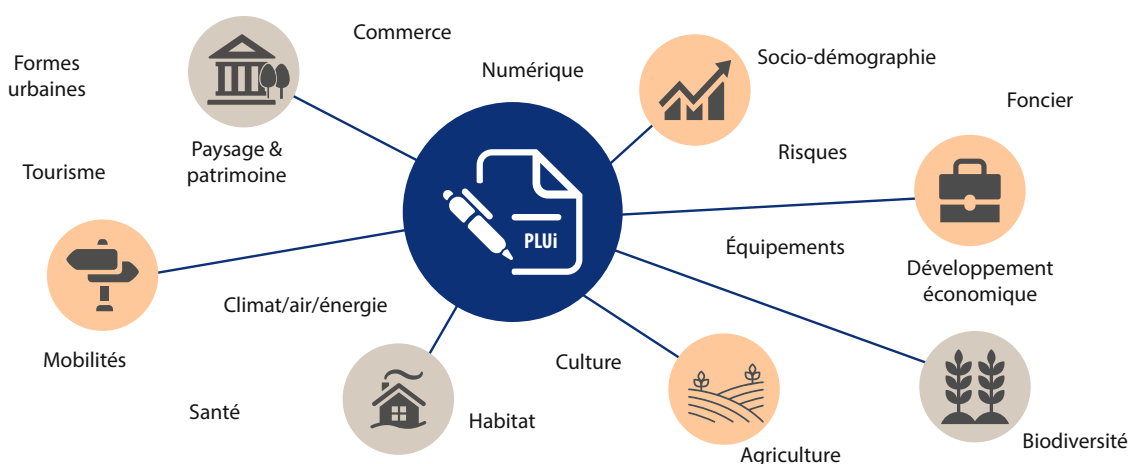 Commerce
Formes
urbaines
Numérique
Socio-démographie
Foncier
Paysage &
patrimoine
Risques
Tourisme
PLUi
Équipements
Développement
économique
Climat/air/énergie
Mobilités
Culture
Santé
Habitat
Biodiversité
Agriculture